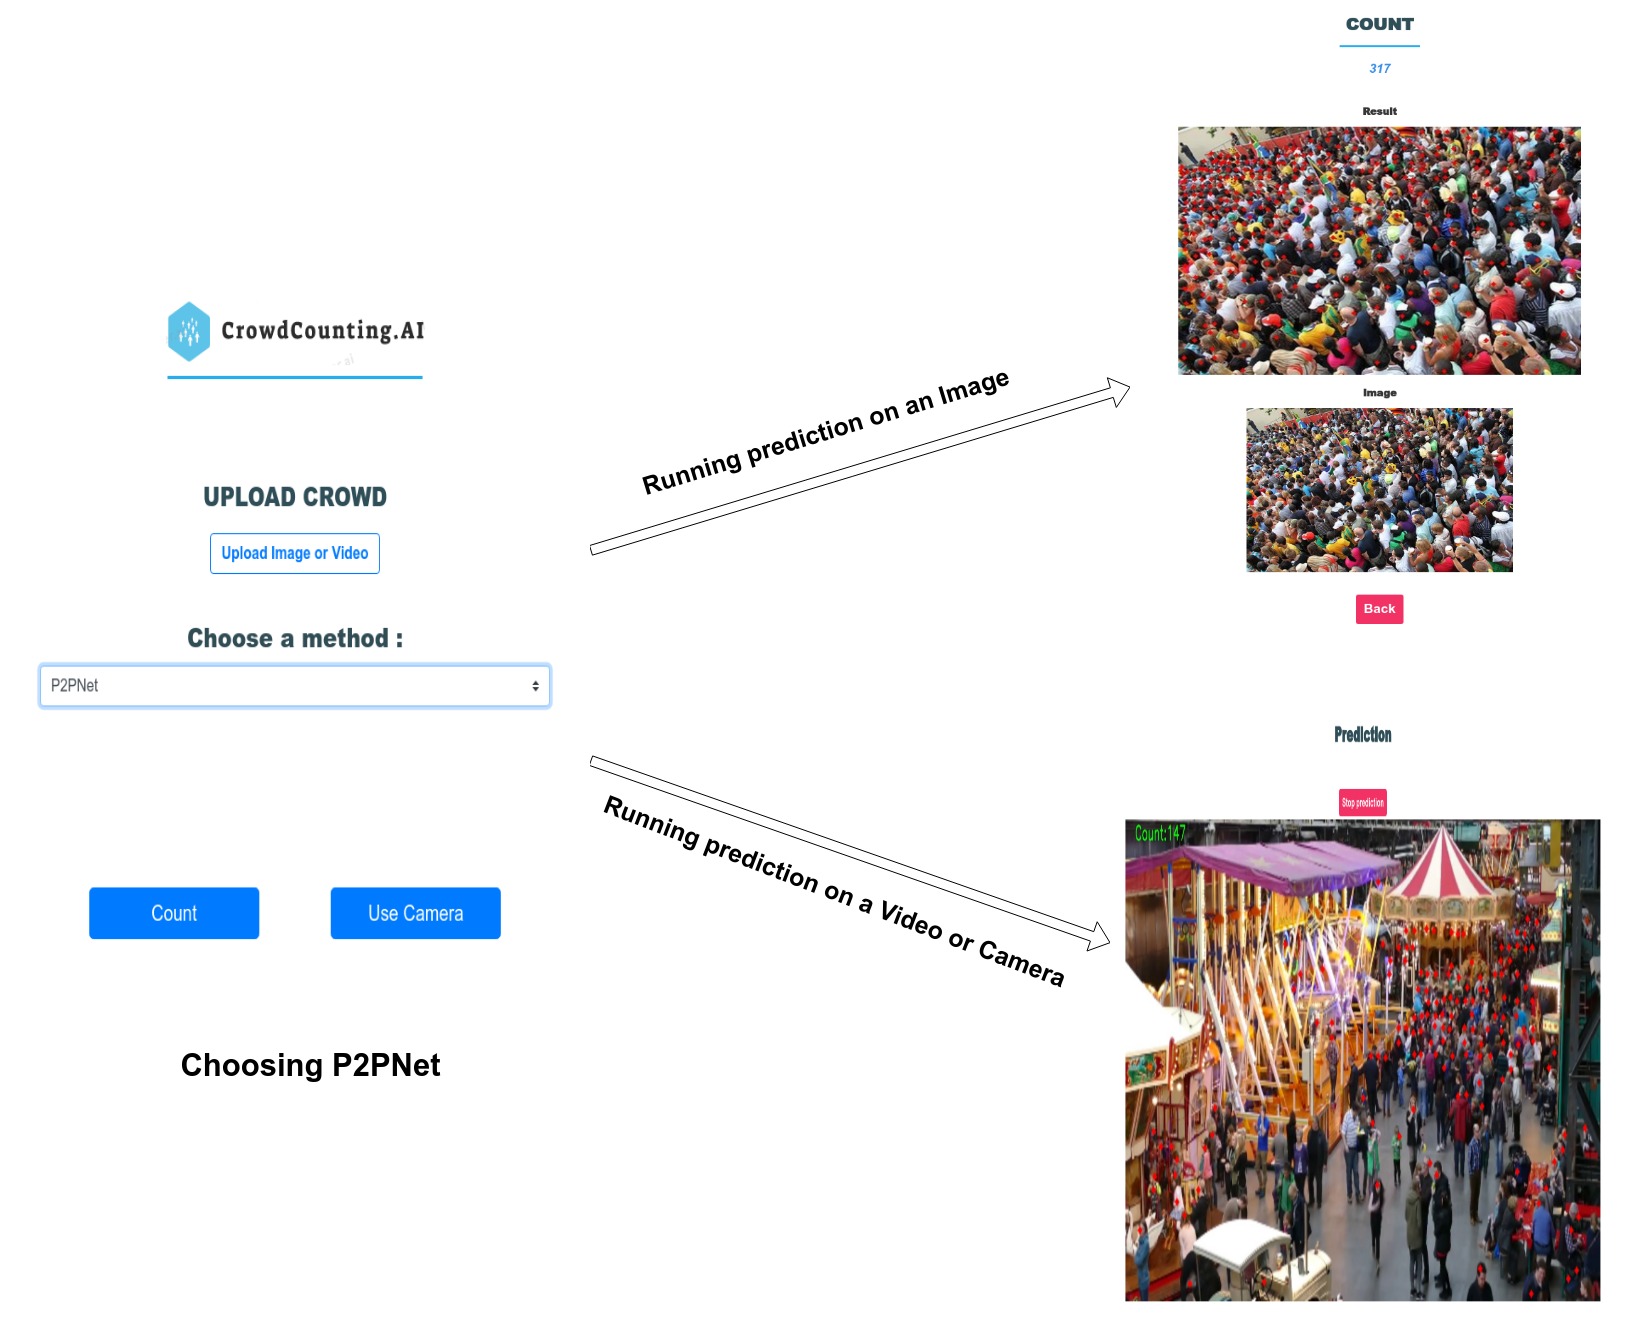 CrowdCounting.AI
UPLOAD CROWD
Upload Image or Video
Choose a method :
P2PNet
Count
Use Camera
Choosing P2PNet
Running prediction on an Image
Running prediction on a Video or Camera
COUNT
317
Result
Image
Back
Prediction
Stop prediction
Count:147